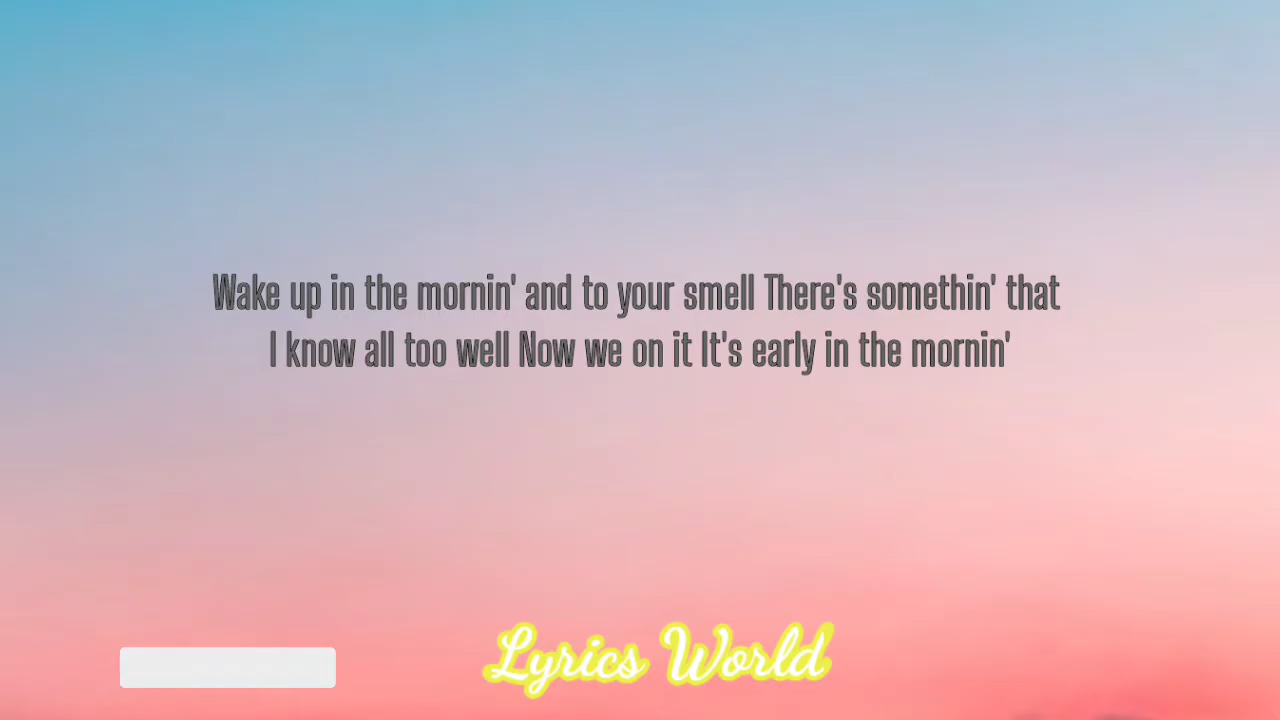 Wake up in the mornin' and to your smell There's somethin' that
I know all too well Now we on it It's early in the mornin'
Lyrics World